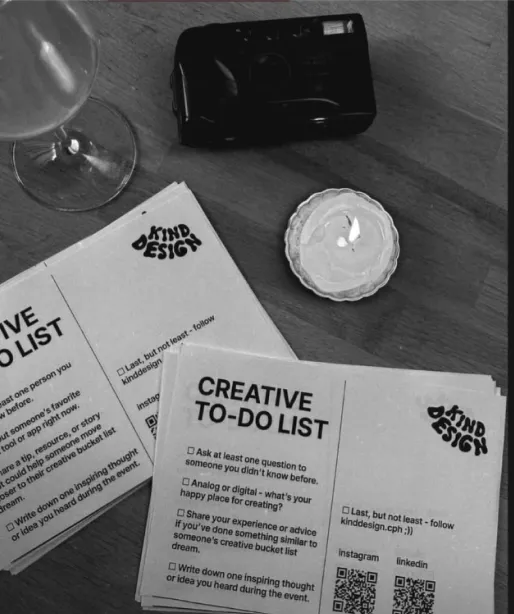 KIND
DESIGN
IVE
O LIST
east one person you
w before.
out someone's favorite
tool or app right now.
are a tip, resource, or story
t could help someone move
oser to their creative bucket list
dream.
☐ Write down one inspiring thought
or idea you heard during the event.
☐ Last, but not least - follow
kinddesign
instag
CREATIVE
TO-DO LIST
☐ Ask at least one question to
someone you didn't know before.
☐ Analog or digital - what's your
happy place for creating?
☐ Share your experience or advice
if you've done something similar to
someone's creative bucket list
dream.
☐ Write down one inspiring thought
or idea you heard during the event.
KIND
DESIGN
☐ Last, but not least - follow
kinddesign.cph ;))
instagram
linkedin